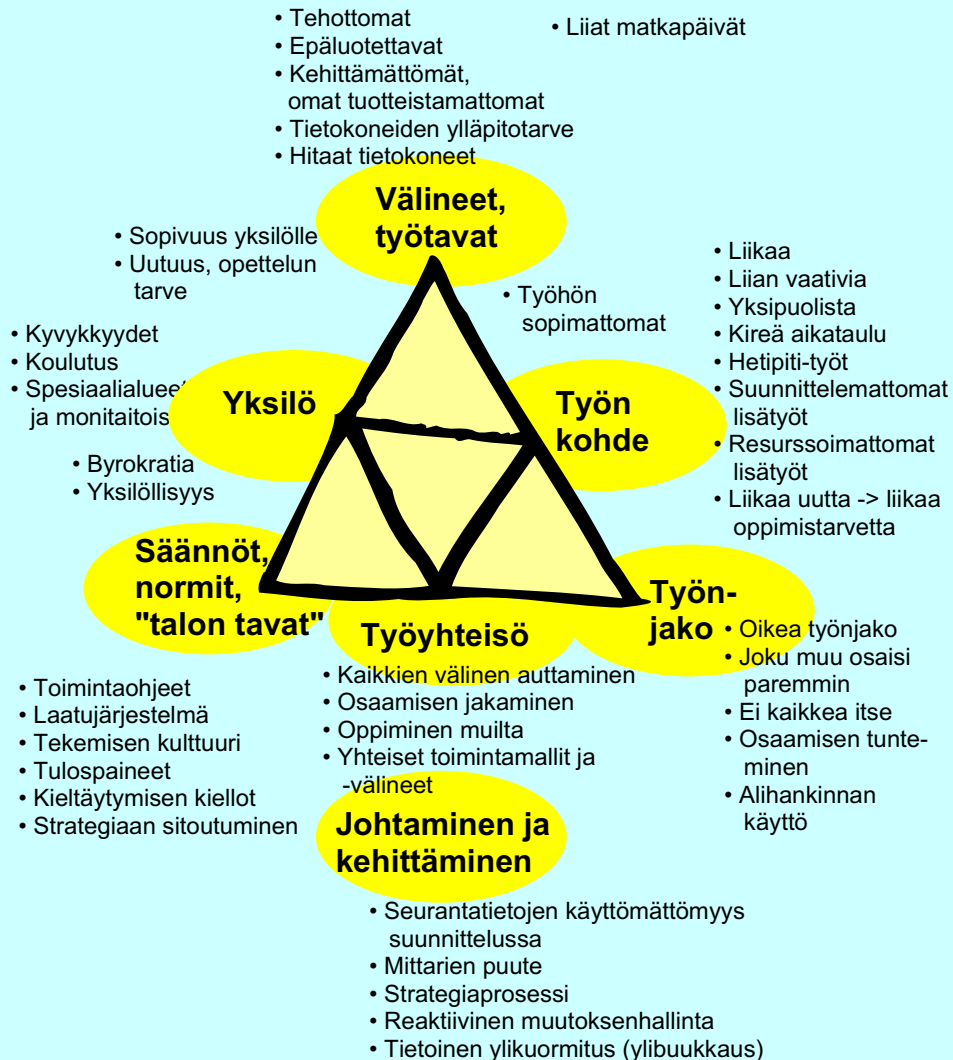 • Tehottomat
• Epäluotettavat
• Kehittämättömät,
omat tuotteistamattomat
• Tietokoneiden ylläpitotarve
• Hitaat tietokoneet
• Liiat matkapäivät
Välineet,
työtavat
• Sopivuus yksilölle
• Uutuus, opettelun
tarve
• Työhön
sopimattomat
• Kyvykkyydet
• Koulutus
• Spesiaalialueet
ja monitaitois
Yksilö
Työn
kohde
• Liikaa
• Liian vaativia
• Yksipuolista
• Kireä aikataulu
• Hetipiti-työt
• Suunnittelemattomat
lisätyöt
• Resurssoimattomat
lisätyöt
• Liikaa uutta -> liikaa
oppimistarvetta
• Byrokratia
• Yksilöllisyys
Säännöt,
normit,
"talon tavat"
Työyhteisö
Työn-
jako
• Toimintaohjeet
• Laatujärjestelmä
• Tekemisen kulttuuri
• Tulospaineet
• Kieltäytymisen kiellot
• Strategiaan sitoutuminen
• Kaikkien välinen auttaminen
• Osaamisen jakaminen
• Oppiminen muilta
• Yhteiset toimintamallit ja
-välineet
• Oikea työnjako
• Joku muu osaisi
paremmin
• Ei kaikkea itse
• Osaamisen tunte-
minen
• Alihankinnan
käyttö
Johtaminen ja
kehittäminen
• Seurantatietojen käyttömättömyys
suunnittelussa
• Mittarien puute
• Strategiaprosessi
• Reaktiivinen muutoksenhallinta
• Tietoinen ylikuormitus (ylibuukkaus)